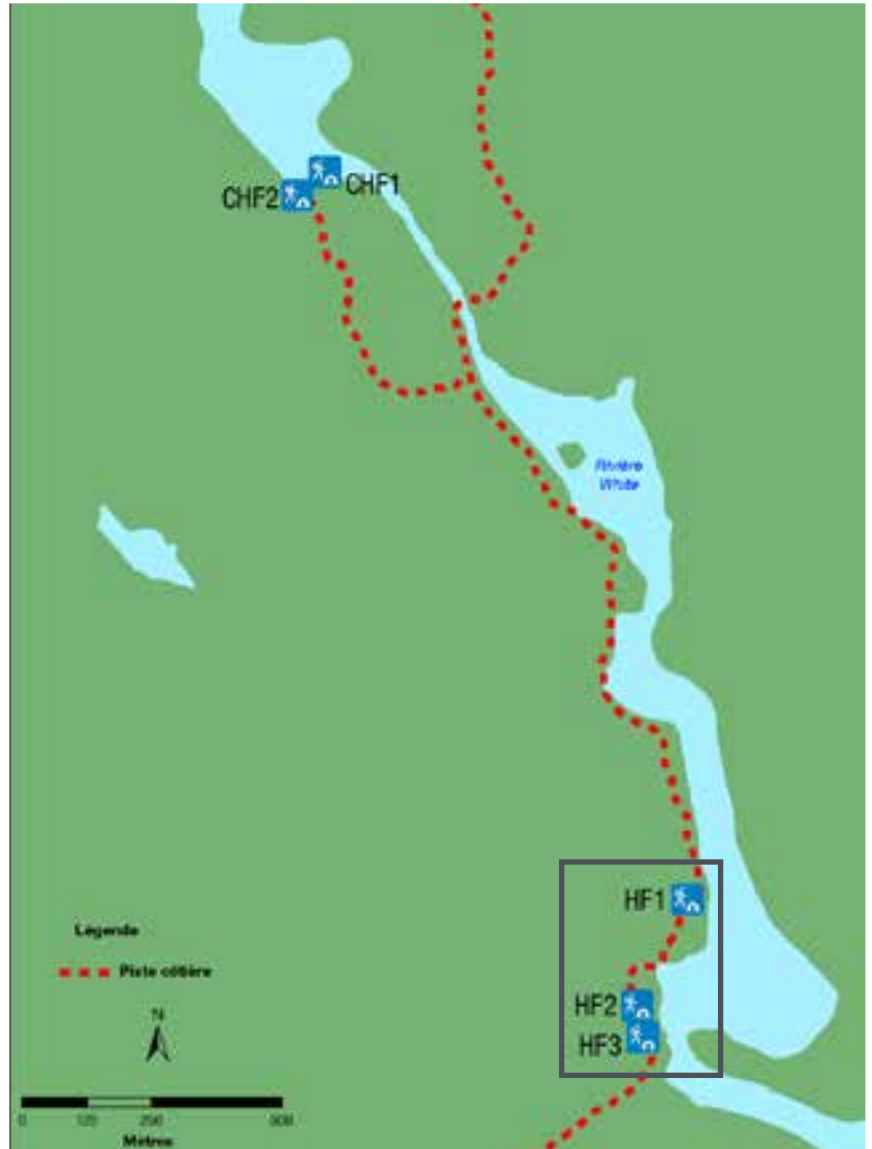 CHF1
CHF2
Rivière
White
HF1
HF2
HF3
Légende
Piste côtière
N
0 125 250 500
Mètres